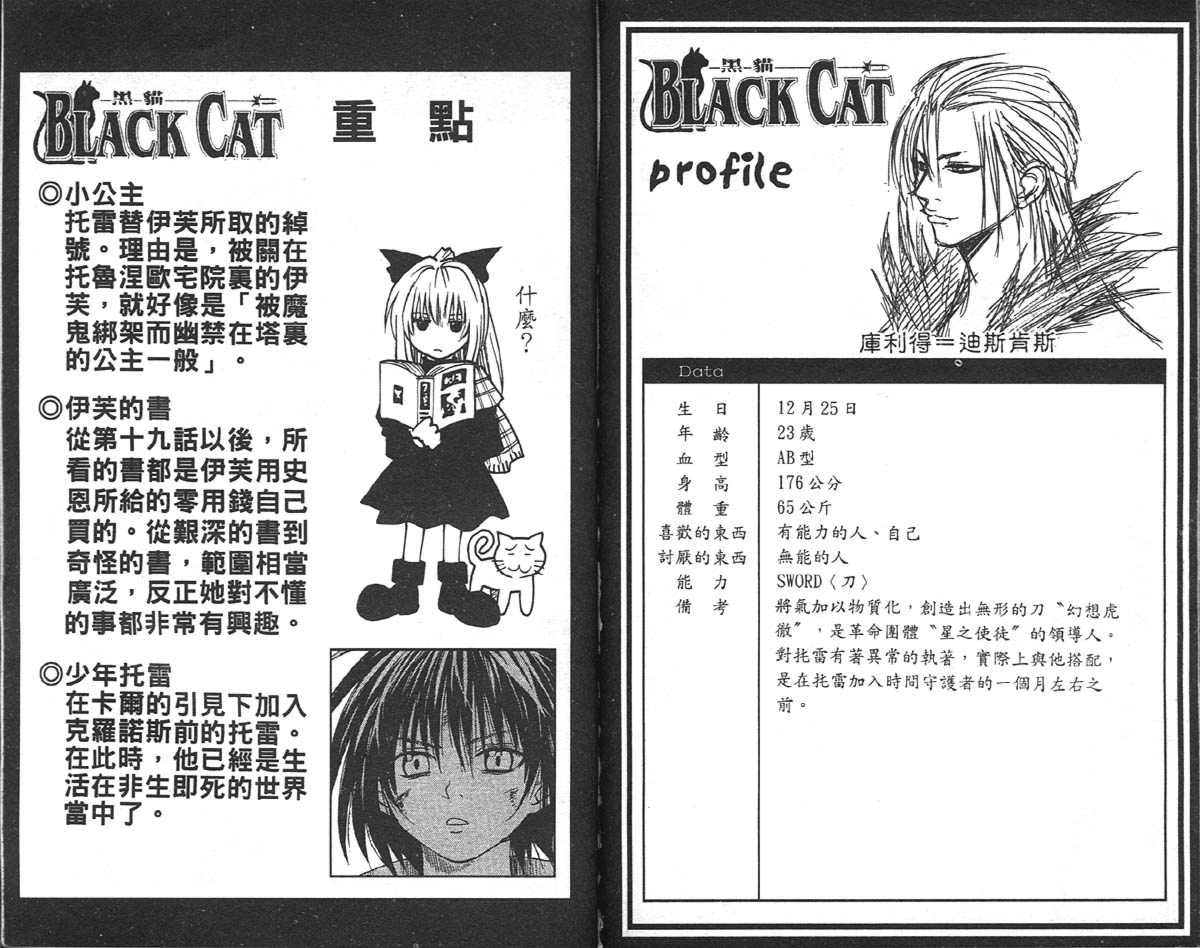 黑貓
BLACK CAT
重點
◎小公主
托雷替伊芙所取的綽
號。理由是，被關在
托魯涅歐宅院裏的伊
芙，就好像是「被魔
鬼綁架而幽禁在塔裏
的公主一般」。
什麼？
◎伊芙的書
從第十九話以後，所
看的書都是伊芙用史
恩所給的零用錢自己
買的。從艱深的書到
奇怪的書，範圍相當
廣泛，反正她對不懂
的事都非常有興趣。
◎少年托雷
在卡爾的引見下加入
克羅諾斯前的托雷。
在此時，他已經是生
活在非生即死的世界
當中了。
黑貓
BLACK CAT
profile
庫利得＝迪斯肯斯
Data
生日 12月25日
年齡 23歲
血型 AB型
身高 176公分
體重 65公斤
喜歡的東西 有能力的人、自己
討厭的東西 無能的人
能力 SWORD〈刀〉
備考 將氣加以物質化，創造出無形的刀〝幻想虎
徹〞，是革命團體〝星之使徒〞的領導人。
對托雷有著異常的執著，實際上與他搭配，
是在托雷加入時間守護者的一個月左右之
前。